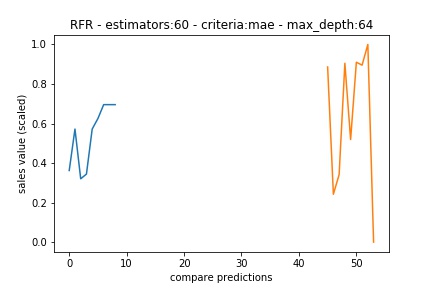 RFR - estimators:60 - criteria:mae - max_depth:64
1.0
0.8
0.6
0.4
0.2
0.0
sales value (scaled)
0 10 20 30 40 50
compare predictions